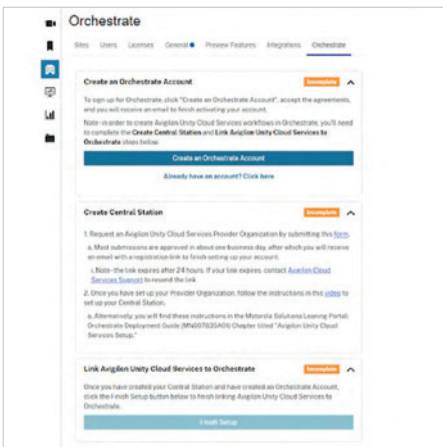 Orchestrate
Sites Users Licenses General Preview Features Integrations Orchestrate
Create an Orchestrate Account Incomplete
To sign up for Orchestrate, click "Create an Orchestrate Account", accept the agreements,
and you will receive an email to finish activating your account.
Note - in order to create Avigilon Unity Cloud Services workflows in Orchestrate, you'll need
to complete the Create Central Station and Link Avigilon Unity Cloud Services to
Orchestrate steps below.
Create an Orchestrate Account
Already have an account? Click here
Create Central Station Incomplete
1. Request an Avigilon Unity Cloud Services Provider Organization by submitting this form.
a. Most submissions are approved in about one business day, after which you will receive
an email with a registration link to finish setting up your account.
i. Note - the link expires after 24 hours. If your link expires, contact Avigilon Cloud
Services Support to resend the link.
2. Once you have set up your Provider Organization, follow the instructions in this video to
set up your Central Station.
a. Alternatively, you will find these instructions in the Motorola Solutions Learning Portal:
Orchestrate Deployment Guide (MN007835A01) Chapter titled "Avigilon Unity Cloud
Services Setup."
Link Avigilon Unity Cloud Services to Orchestrate Incomplete
Once you have created your Central Station and have created an Orchestrate Account,
click the Finish Setup button below to finish linking Avigilon Unity Cloud Services to
Orchestrate.
Finish Setup